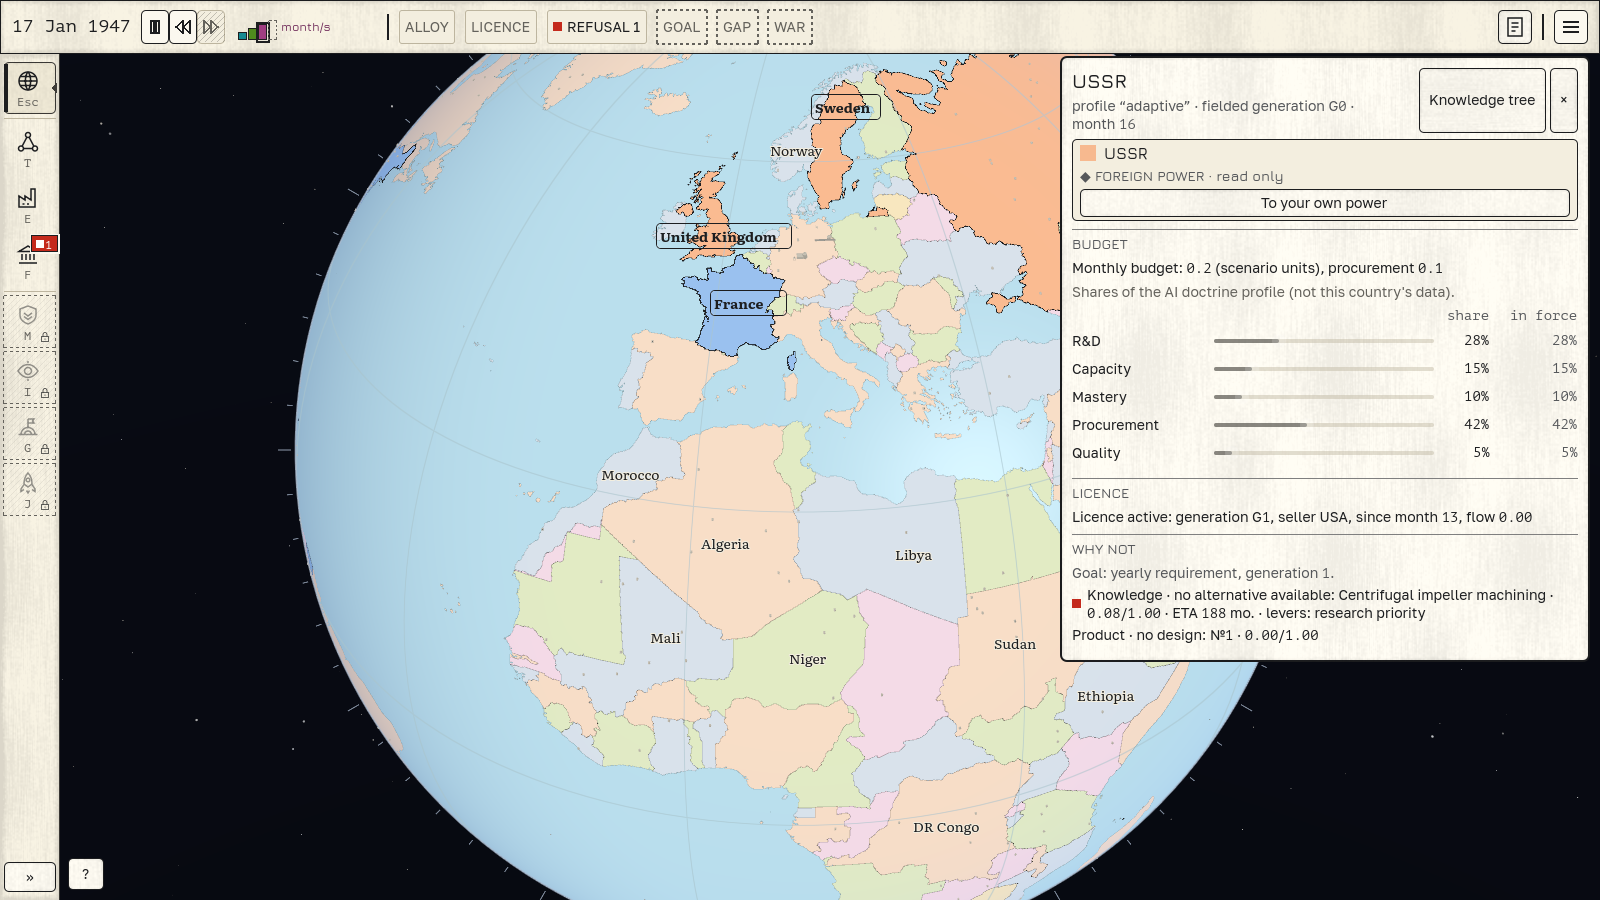 17 Jan 1947
month/s
ALLOY
LICENCE
REFUSAL 1
GOAL
GAP
WAR
Esc
T
E
1
F
M
I
G
J
»
?
Sweden
Norway
United Kingdom
France
Morocco
Algeria
Libya
Mali
Niger
Sudan
Ethiopia
DR Congo
USSR
profile “adaptive” · fielded generation G0 ·
month 16
Knowledge tree
×
USSR
◆ FOREIGN POWER · read only
To your own power
BUDGET
Monthly budget: 0.2 (scenario units), procurement 0.1
Shares of the AI doctrine profile (not this country's data).
share in force
R&D 28% 28%
Capacity 15% 15%
Mastery 10% 10%
Procurement 42% 42%
Quality 5% 5%
LICENCE
Licence active: generation G1, seller USA, since month 13, flow 0.00
WHY NOT
Goal: yearly requirement, generation 1.
Knowledge · no alternative available: Centrifugal impeller machining ·
0.08/1.00 · ETA 188 mo. · levers: research priority
Product · no design: №1 · 0.00/1.00